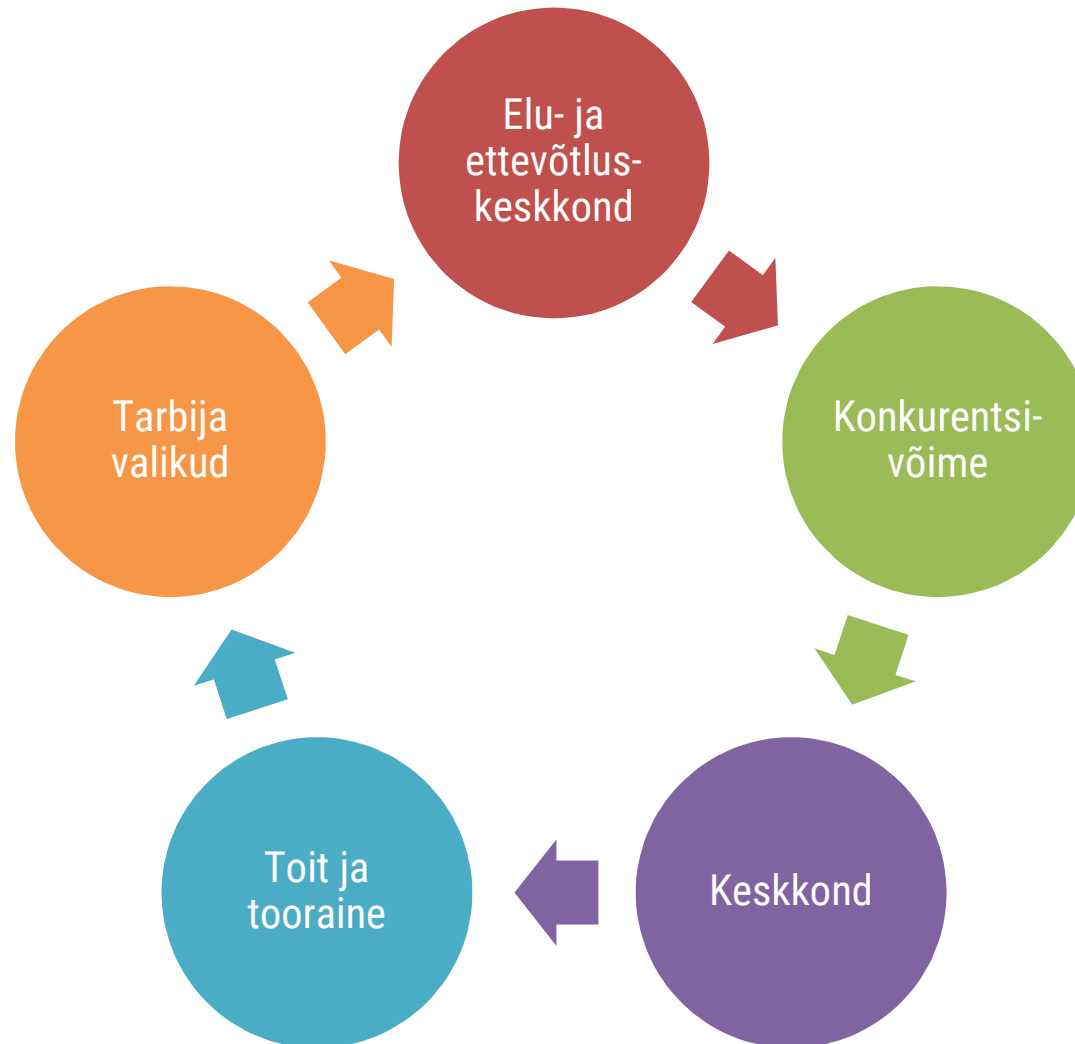 Elu- ja
ettevõtlus-
keskkond
Konkurentsi-
võime
Keskkond
Toit ja
tooraine
Tarbija
valikud